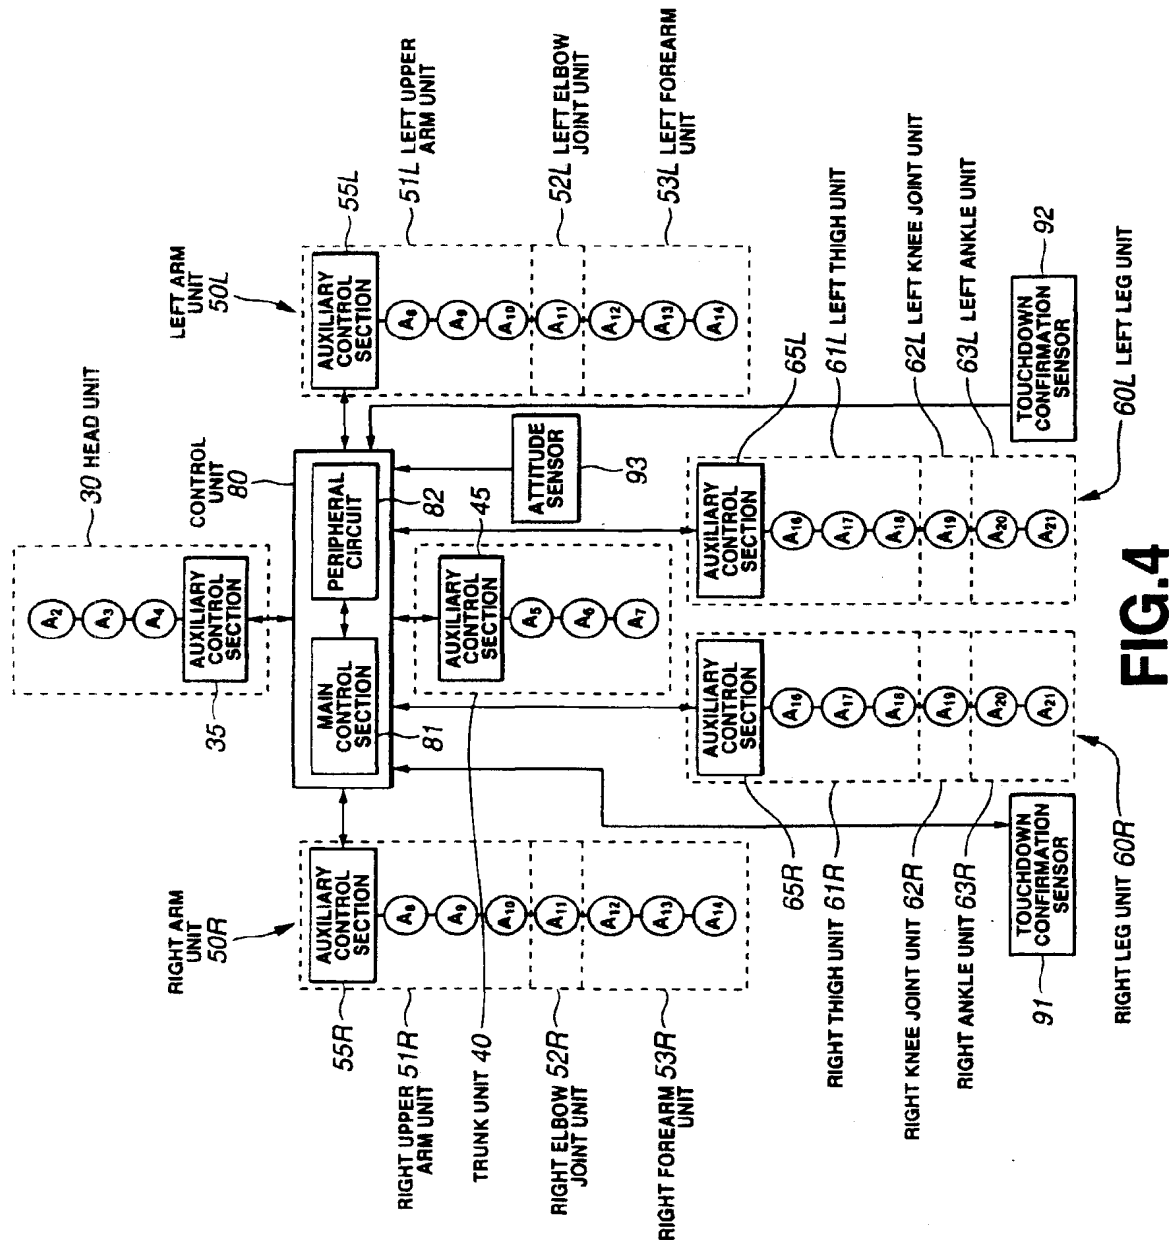 30 HEAD UNIT
A2
A3
A4
AUXILIARY
CONTROL
SECTION
35
CONTROL
UNIT
80
MAIN
CONTROL
SECTION
81
PERIPHERAL
CIRCUIT
82
RIGHT ARM
UNIT
50R
AUXILIARY
CONTROL
SECTION
55R
A8
A9
A10
A11
A12
A13
A14
RIGHT UPPER 51R
ARM UNIT
TRUNK UNIT 40
RIGHT ELBOW 52R
JOINT UNIT
RIGHT FOREARM 53R
UNIT
LEFT ARM
UNIT
50L
AUXILIARY
CONTROL
SECTION
55L
A8
A9
A10
A11
A12
A13
A14
51L LEFT UPPER
ARM UNIT
52L LEFT ELBOW
JOINT UNIT
53L LEFT FOREARM
UNIT
ATTITUDE
SENSOR
93
45
AUXILIARY
CONTROL
SECTION
A5
A6
A7
AUXILIARY
CONTROL
SECTION
65R
A16
A17
A18
A19
A20
A21
RIGHT THIGH UNIT 61R
RIGHT KNEE JOINT UNIT 62R
RIGHT ANKLE UNIT 63R
TOUCHDOWN
CONFIRMATION
SENSOR
91
RIGHT LEG UNIT 60R
AUXILIARY
CONTROL
SECTION
65L
A16
A17
A18
A19
A20
A21
61L LEFT THIGH UNIT
62L LEFT KNEE JOINT UNIT
63L LEFT ANKLE UNIT
TOUCHDOWN
CONFIRMATION
SENSOR
92
60L LEFT LEG UNIT
FIG.4